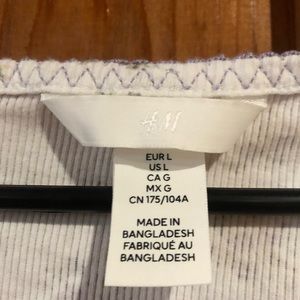 H&M
EUR L
US L
CA G
MX G
CN 175/104A
MADE IN
BANGLADESH
FABRIQUÉ AU
BANGLADESH